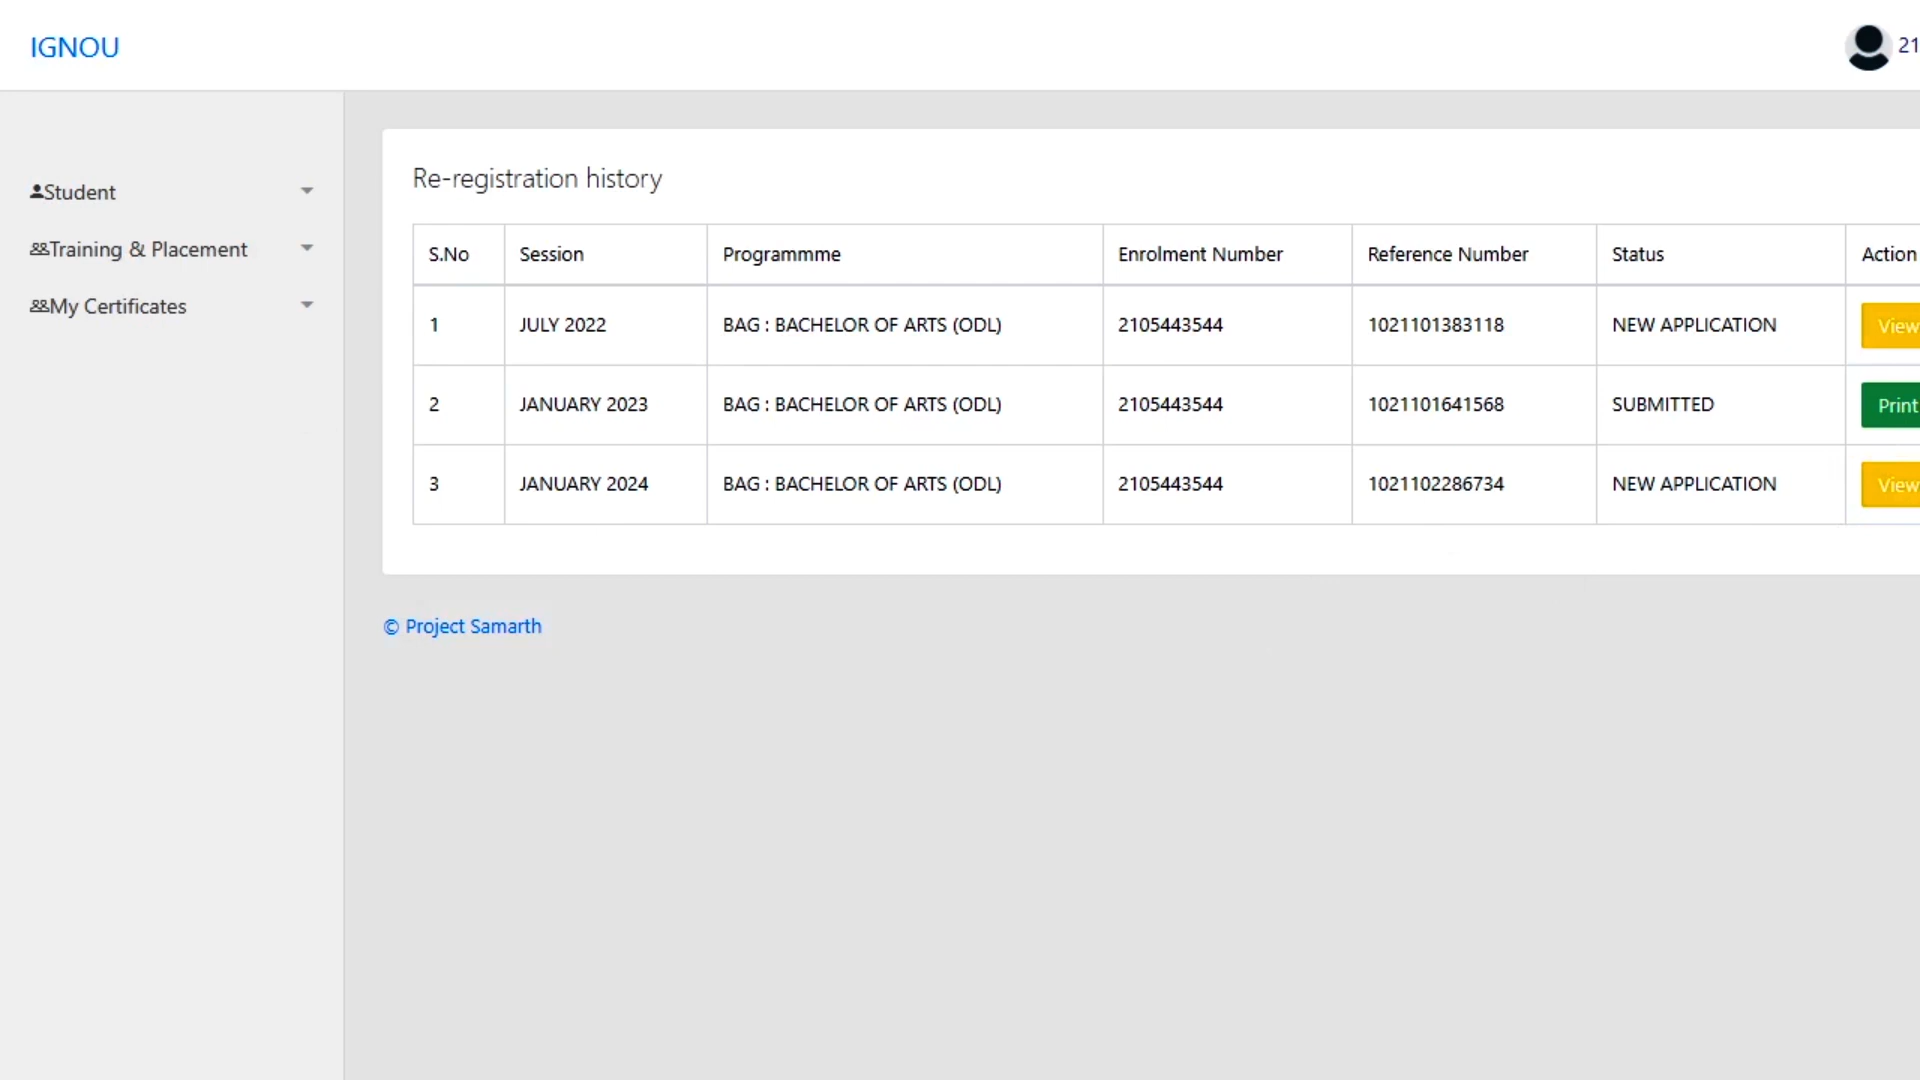 IGNOU
21
Student
Training & Placement
My Certificates
Re-registration history
S.No Session Programmme Enrolment Number Reference Number Status Action
1 JULY 2022 BAG : BACHELOR OF ARTS (ODL) 2105443544 1021101383118 NEW APPLICATION View
2 JANUARY 2023 BAG : BACHELOR OF ARTS (ODL) 2105443544 1021101641568 SUBMITTED Print
3 JANUARY 2024 BAG : BACHELOR OF ARTS (ODL) 2105443544 1021102286734 NEW APPLICATION View
© Project Samarth